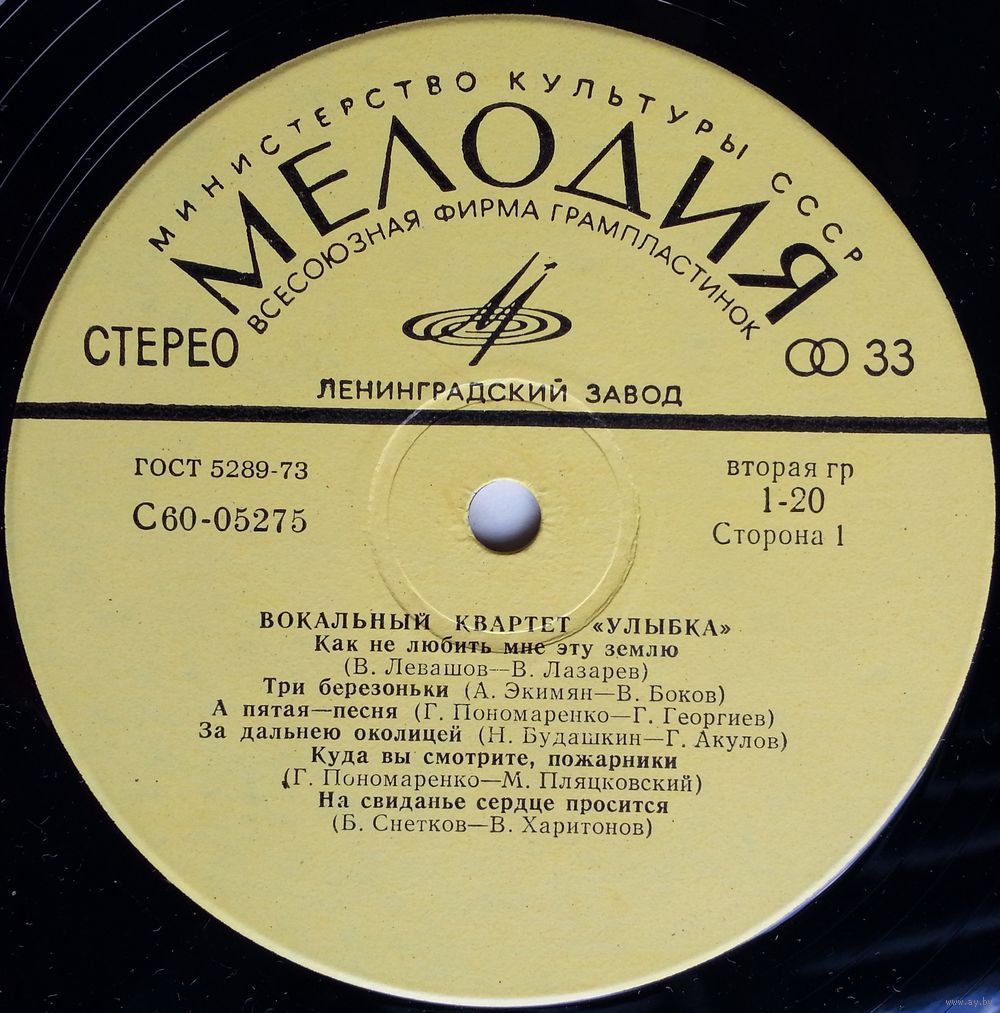 МИНИСТЕРСТВО КУЛЬТУРЫ СССР
МЕЛОДИЯ
ВСЕСОЮЗНАЯ ФИРМА ГРАМПЛАСТИНОК
СТЕРЕО
33
ЛЕНИНГРАДСКИЙ ЗАВОД
ГОСТ 5289-73
С60-05275
вторая гр
1-20
Сторона 1
ВОКАЛЬНЫЙ КВАРТЕТ «УЛЫБКА»
Как не любить мне эту землю
(В. Левашов—В. Лазарев)
Три березоньки (А. Экимян—В. Боков)
А пятая—песня (Г. Пономаренко—Г. Георгиев)
За дальнею околицей (Н. Будашкин—Г. Акулов)
Куда вы смотрите, пожарники
(Г. Пономаренко—М. Пляцковский)
На свиданье сердце просится
(Б. Снетков—В. Харитонов)
www.ay.by